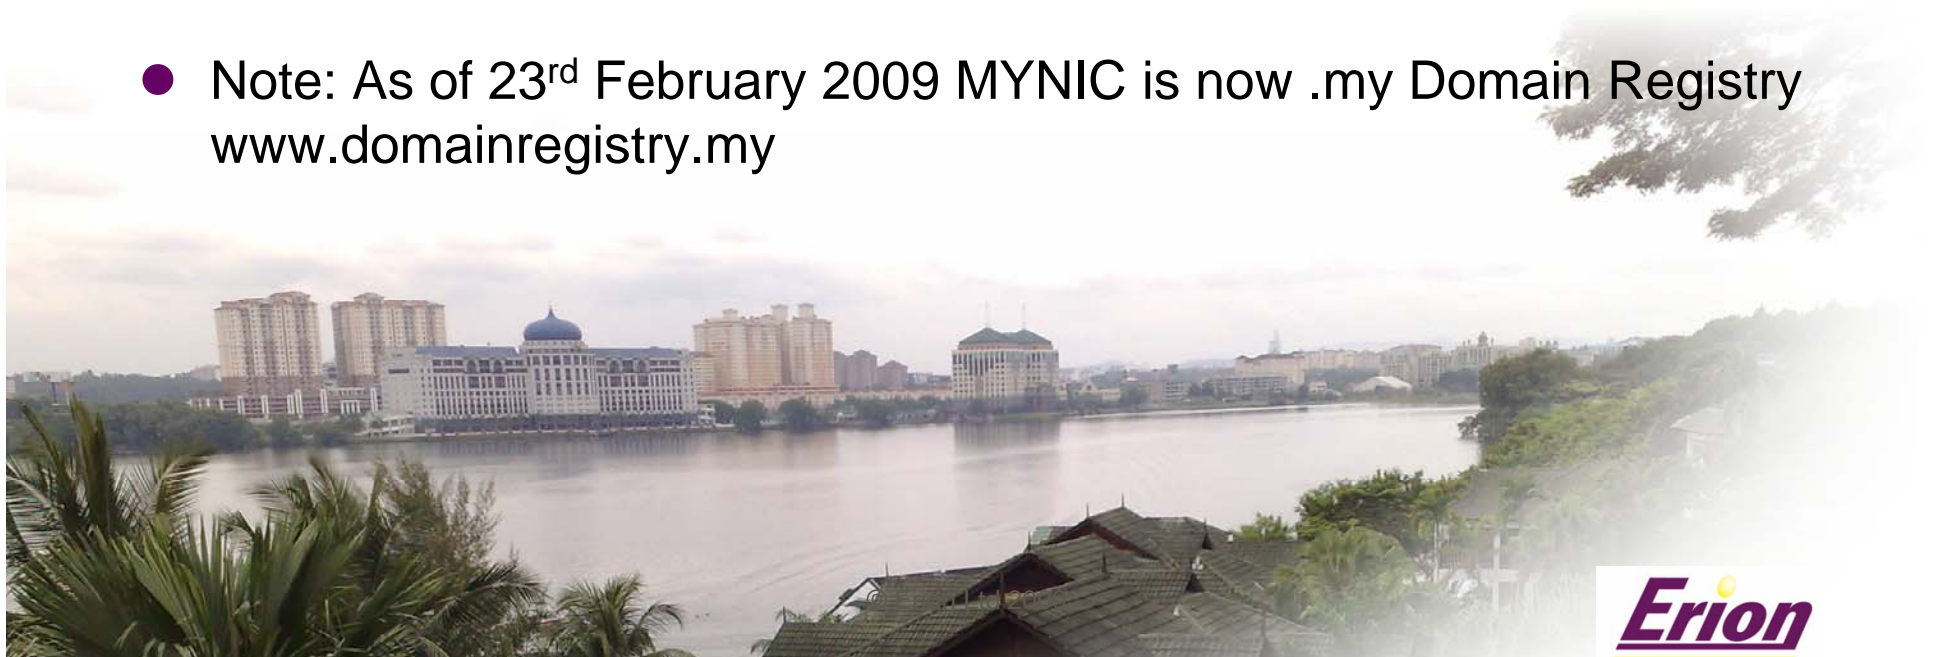 Note: As of 23rd February 2009 MYNIC is now .my Domain Registry
www.domainregistry.my
Erion